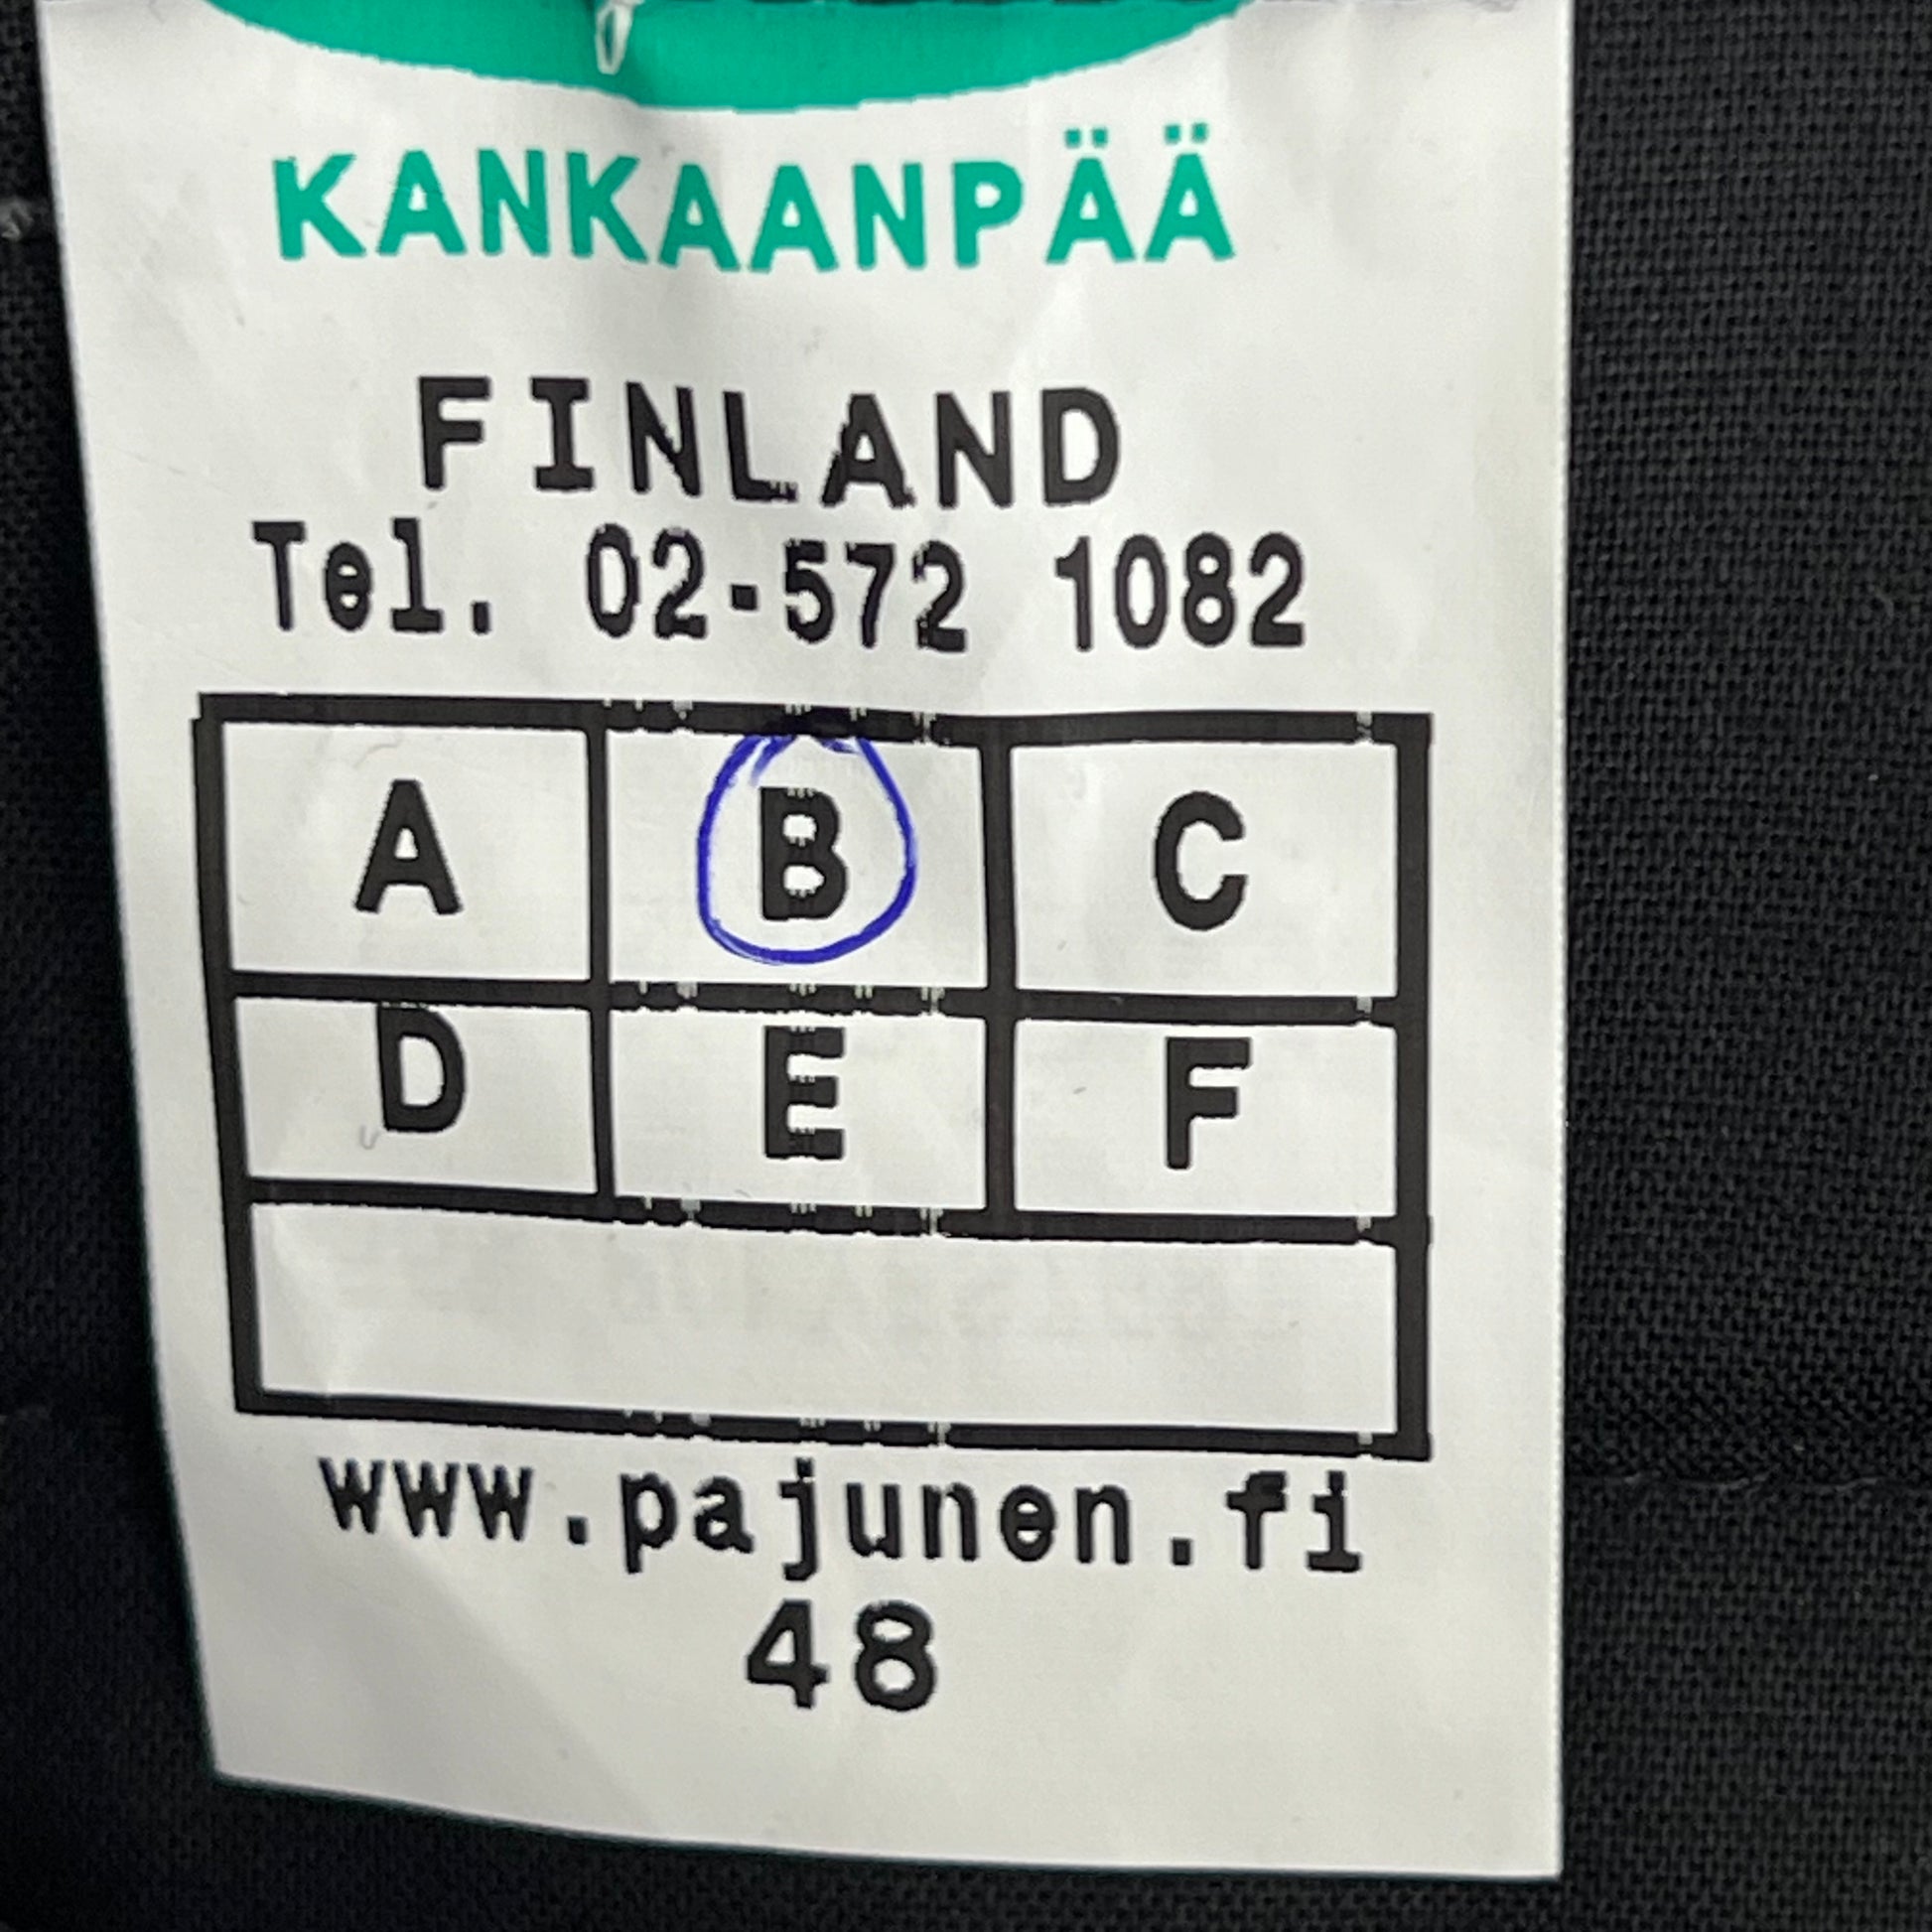 KANKAANPÄÄ
FINLAND
Tel. 02-572 1082
A B C
D E F
www.pajunen.fi
48